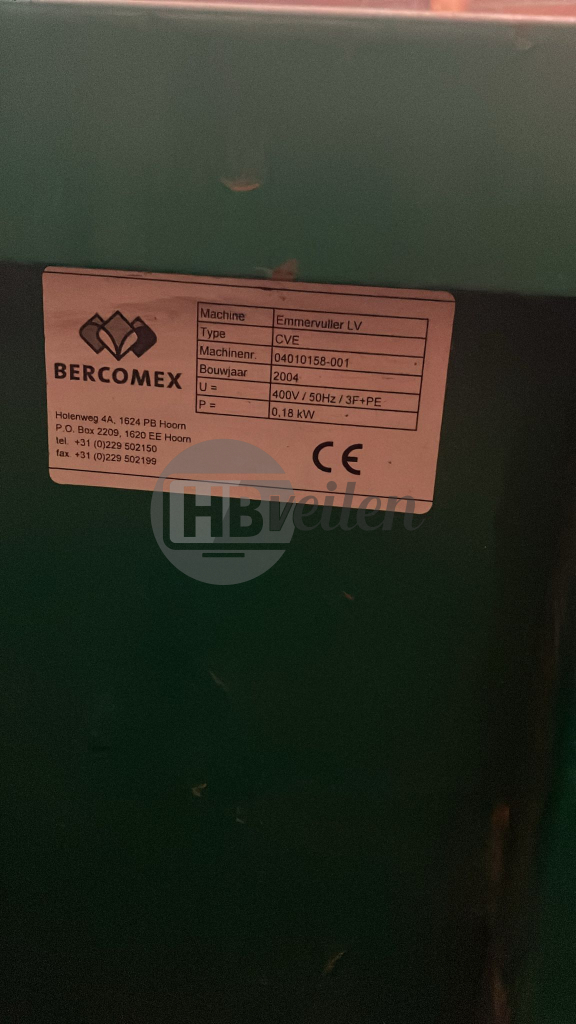 BERCOMEX
Machine Emmervuller LV
Type CVE
Machinenr. 04010158-001
Bouwjaar 2004
U = 400V / 50Hz / 3F+PE
P = 0,18 kW
Holenweg 4A, 1624 PB Hoorn
P.O. Box 2209, 1620 EE Hoorn
tel. +31 (0)229 502150
fax. +31 (0)229 502199
CE
HBveilen